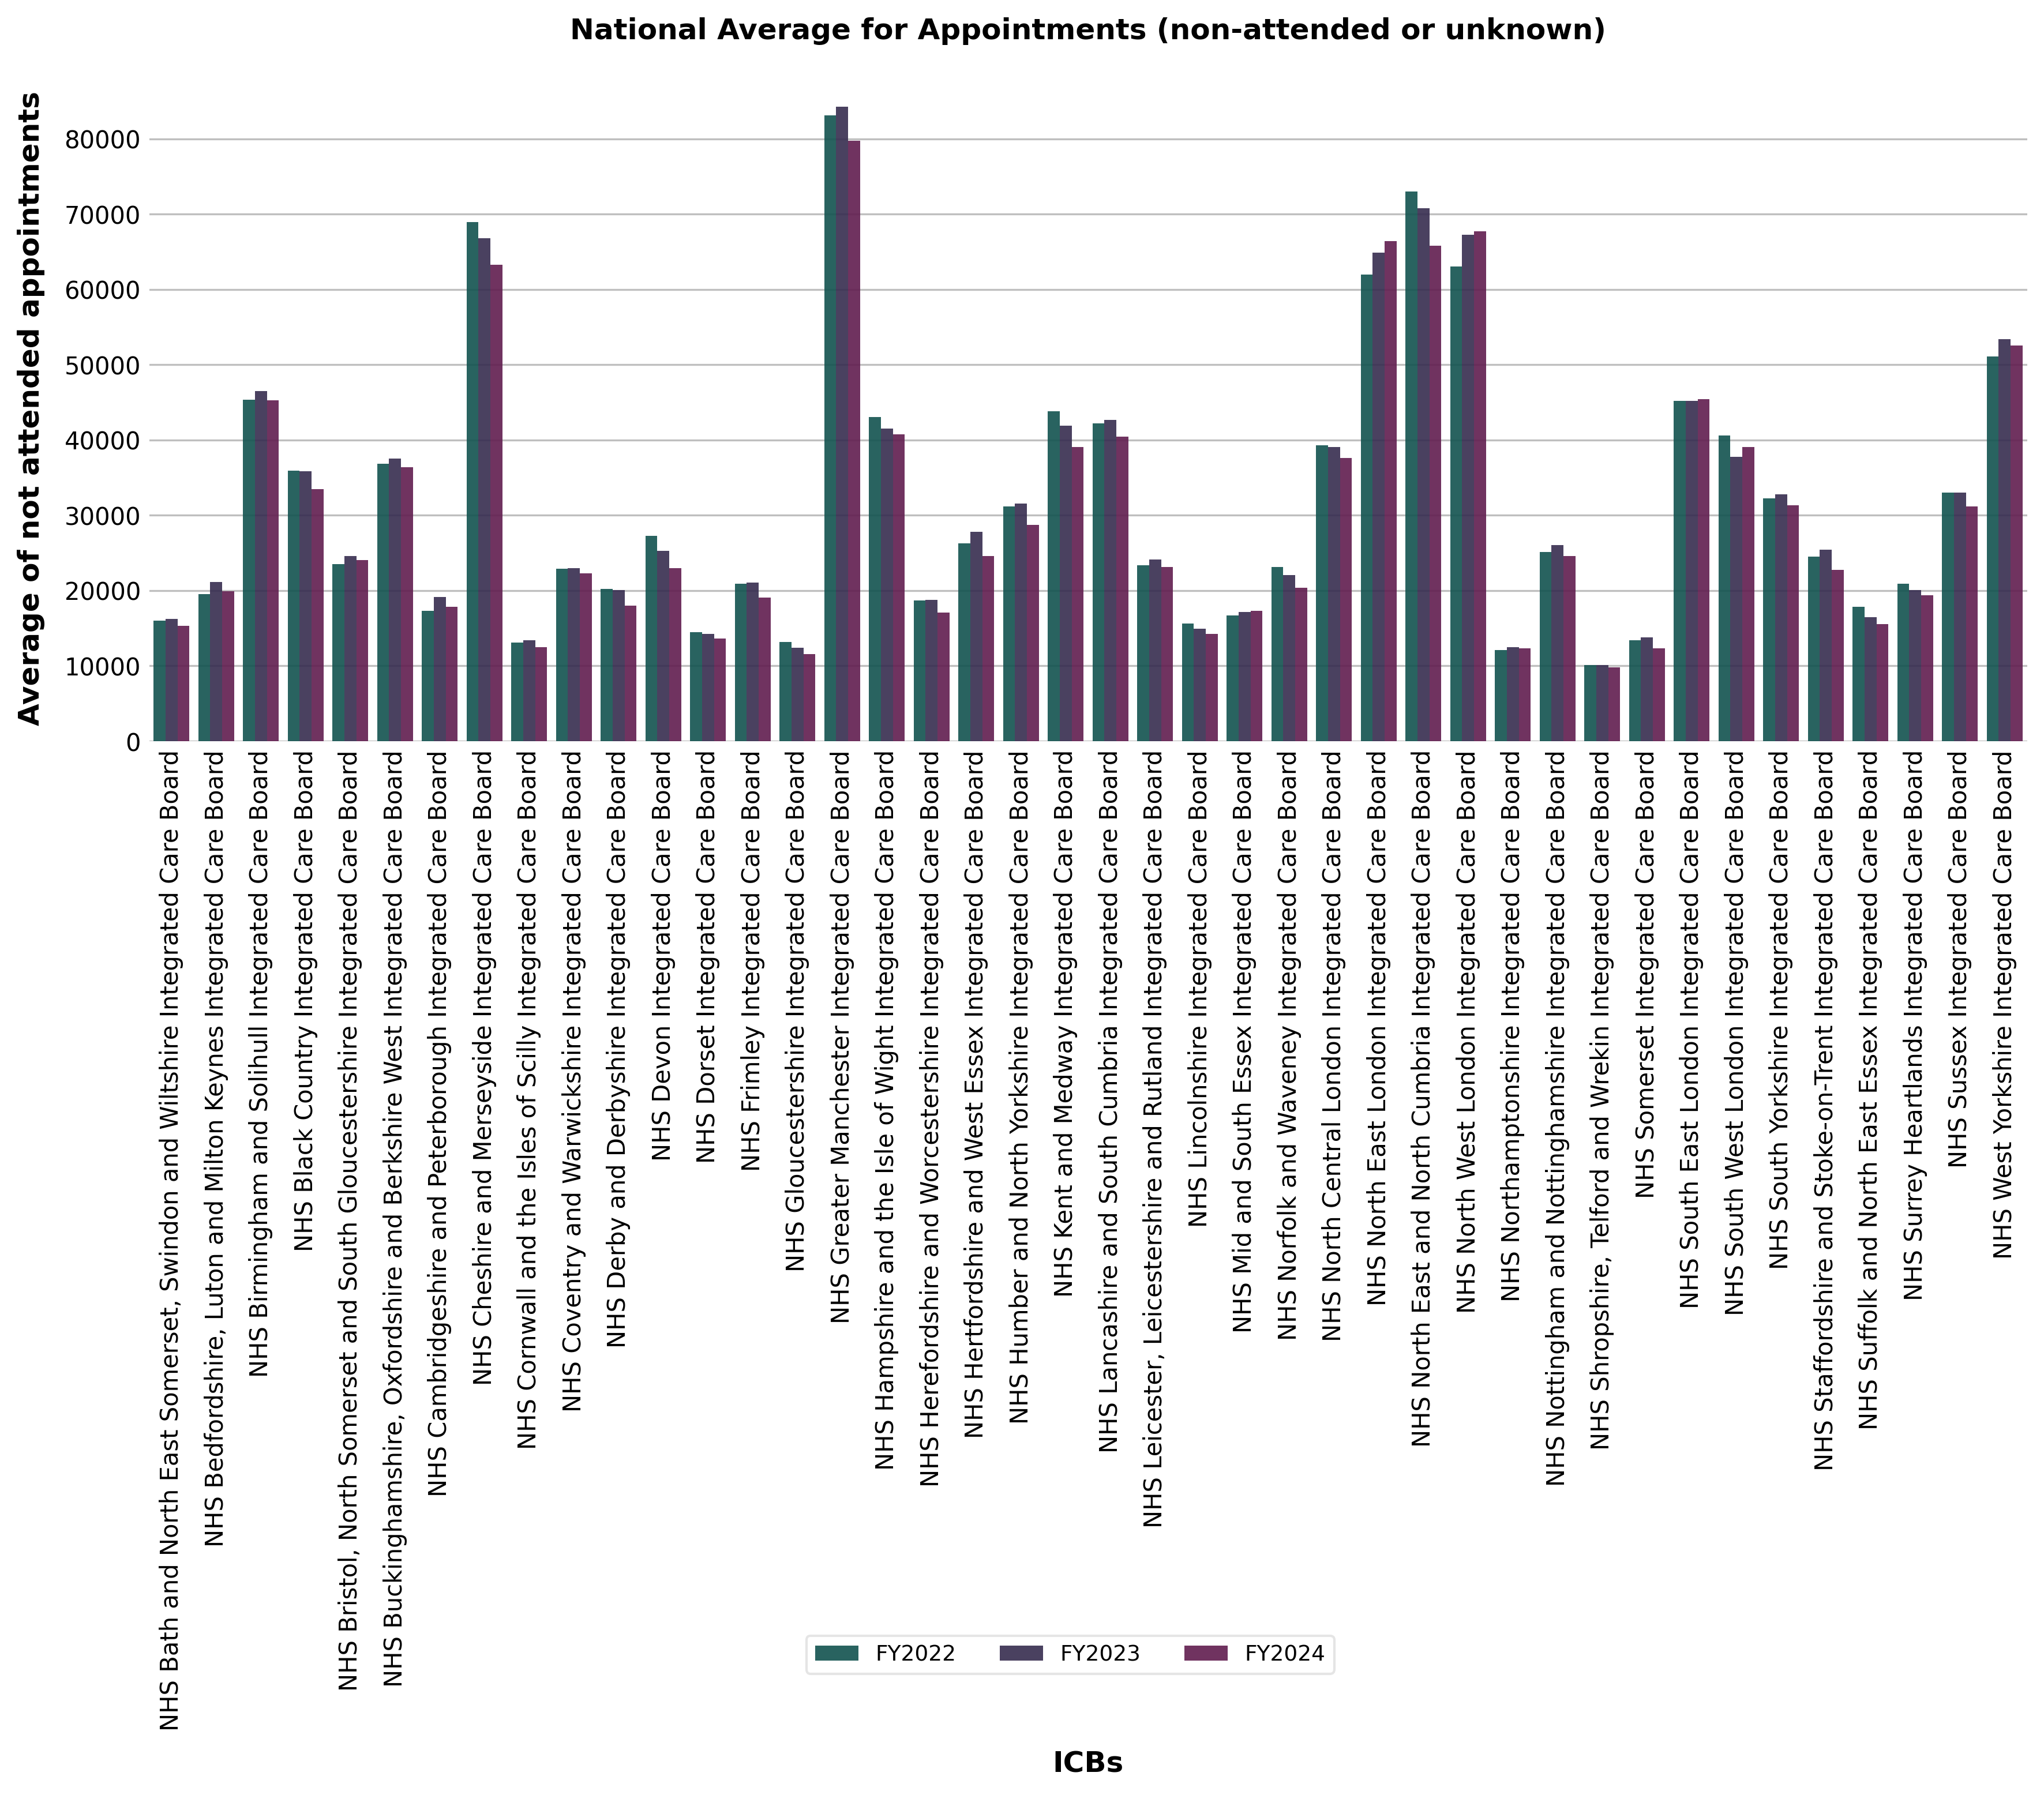 National Average for Appointments (non-attended or unknown)
Average of not attended appointments
80000
70000
60000
50000
40000
30000
20000
10000
0
NHS Bath and North East Somerset, Swindon and Wiltshire Integrated Care Board
NHS Bedfordshire, Luton and Milton Keynes Integrated Care Board
NHS Birmingham and Solihull Integrated Care Board
NHS Black Country Integrated Care Board
NHS Bristol, North Somerset and South Gloucestershire Integrated Care Board
NHS Buckinghamshire, Oxfordshire and Berkshire West Integrated Care Board
NHS Cambridgeshire and Peterborough Integrated Care Board
NHS Cheshire and Merseyside Integrated Care Board
NHS Cornwall and the Isles of Scilly Integrated Care Board
NHS Coventry and Warwickshire Integrated Care Board
NHS Derby and Derbyshire Integrated Care Board
NHS Devon Integrated Care Board
NHS Dorset Integrated Care Board
NHS Frimley Integrated Care Board
NHS Gloucestershire Integrated Care Board
NHS Greater Manchester Integrated Care Board
NHS Hampshire and the Isle of Wight Integrated Care Board
NHS Herefordshire and Worcestershire Integrated Care Board
NHS Hertfordshire and West Essex Integrated Care Board
NHS Humber and North Yorkshire Integrated Care Board
NHS Kent and Medway Integrated Care Board
NHS Lancashire and South Cumbria Integrated Care Board
NHS Leicester, Leicestershire and Rutland Integrated Care Board
NHS Lincolnshire Integrated Care Board
NHS Mid and South Essex Integrated Care Board
NHS Norfolk and Waveney Integrated Care Board
NHS North Central London Integrated Care Board
NHS North East London Integrated Care Board
NHS North East and North Cumbria Integrated Care Board
NHS North West London Integrated Care Board
NHS Northamptonshire Integrated Care Board
NHS Nottingham and Nottinghamshire Integrated Care Board
NHS Shropshire, Telford and Wrekin Integrated Care Board
NHS Somerset Integrated Care Board
NHS South East London Integrated Care Board
NHS South West London Integrated Care Board
NHS South Yorkshire Integrated Care Board
NHS Staffordshire and Stoke-on-Trent Integrated Care Board
NHS Suffolk and North East Essex Integrated Care Board
NHS Surrey Heartlands Integrated Care Board
NHS Sussex Integrated Care Board
NHS West Yorkshire Integrated Care Board
FY2022 FY2023 FY2024
ICBs